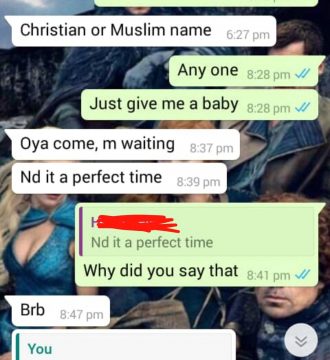 Christian or Muslim name 6:27 pm
Any one 8:28 pm
Just give me a baby 8:28 pm
Oya come, m waiting 8:37 pm
Nd it a perfect time 8:39 pm
H
Nd it a perfect time
Why did you say that 8:41 pm
Brb 8:47 pm
You